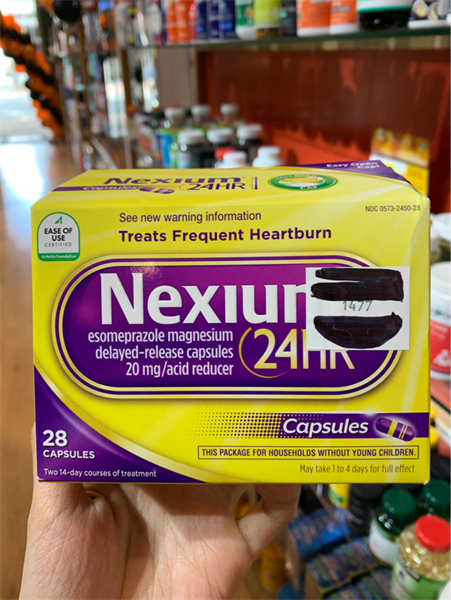 Nexium
Capsules 24HR
Easy Open
Cap!
NDC 0573-2450-28
EASE OF
USE
CERTIFIED
Arthritis Foundation
See new warning information
Treats Frequent Heartburn
Nexium
1477
esomeprazole magnesium
delayed-release capsules
20 mg/acid reducer
24HR
Capsules
28
CAPSULES
THIS PACKAGE FOR HOUSEHOLDS WITHOUT YOUNG CHILDREN.
Two 14-day courses of treatment
May take 1 to 4 days for full effect